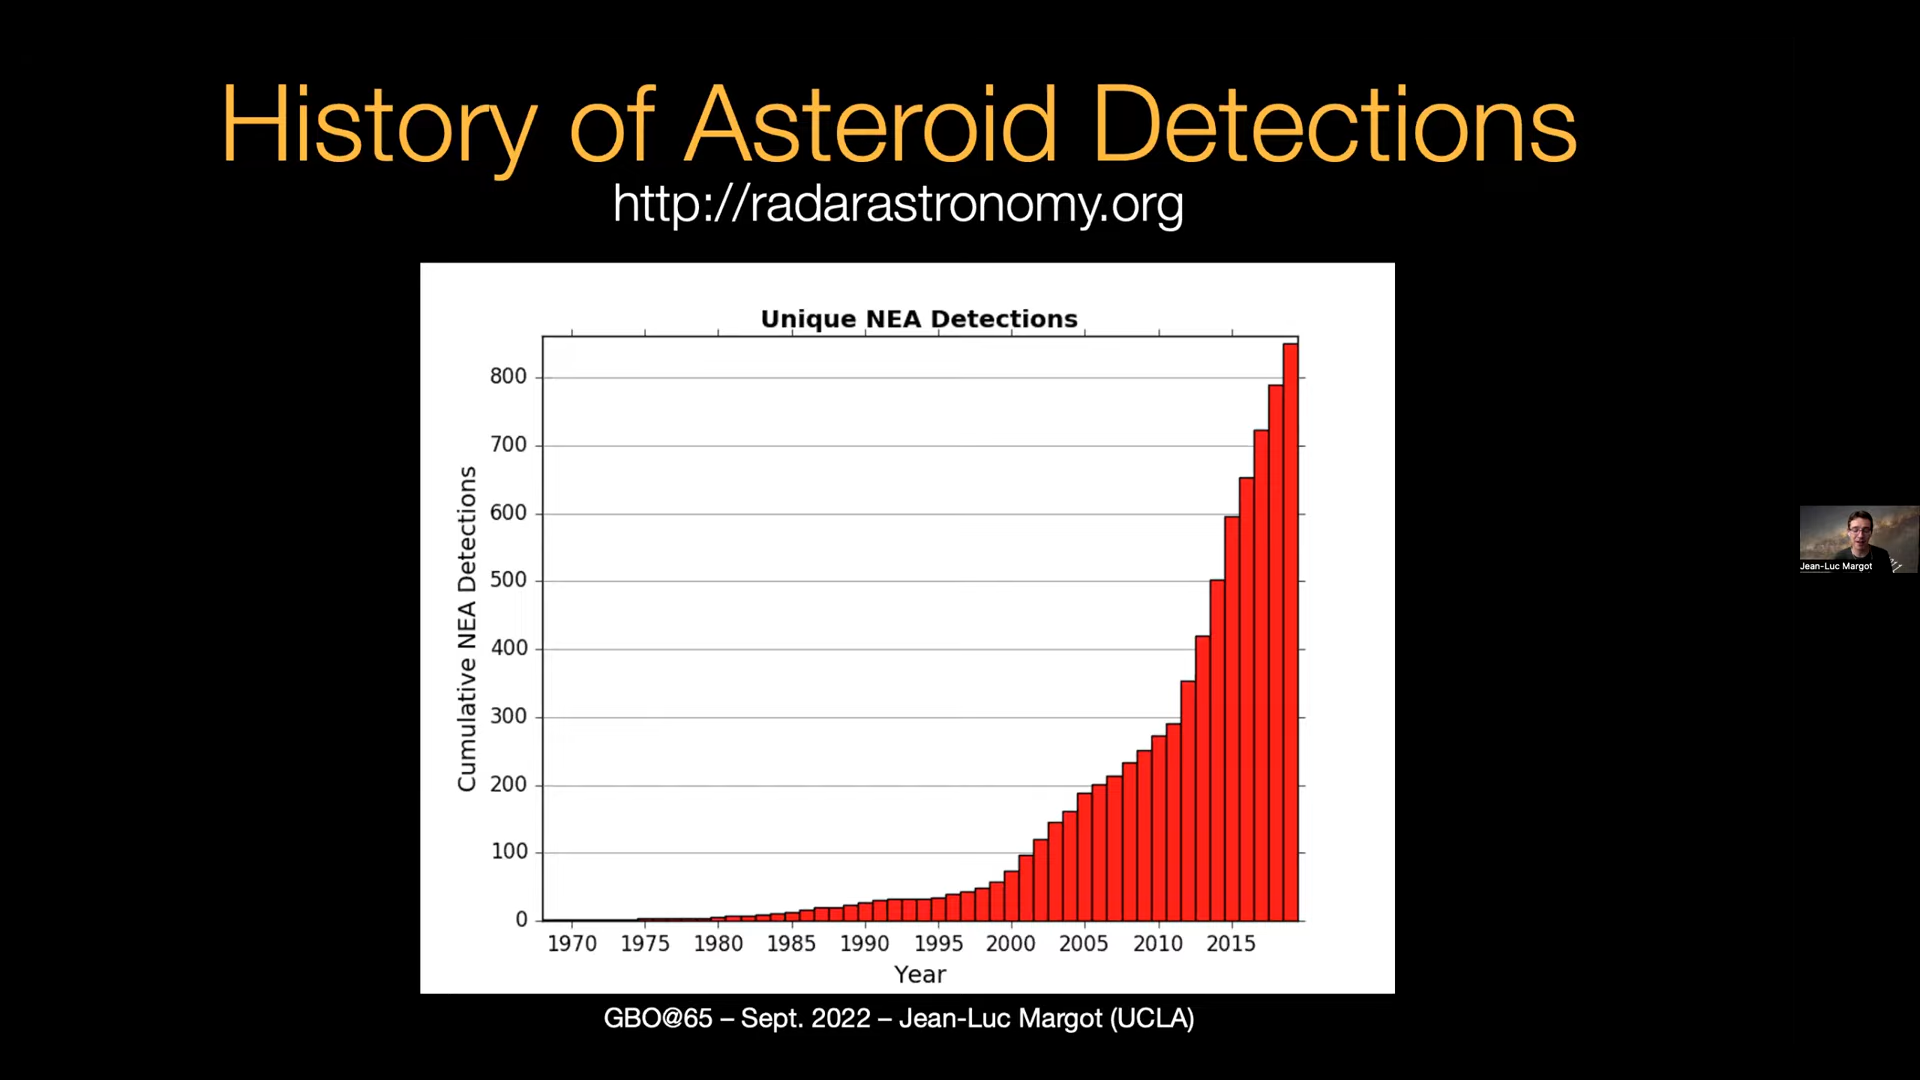 History of Asteroid Detections
http://radarastronomy.org
Unique NEA Detections
Cumulative NEA Detections
800
700
600
500
400
300
200
100
0
1970 1975 1980 1985 1990 1995 2000 2005 2010 2015
Year
GBO@65 – Sept. 2022 – Jean-Luc Margot (UCLA)
Jean-Luc Margot